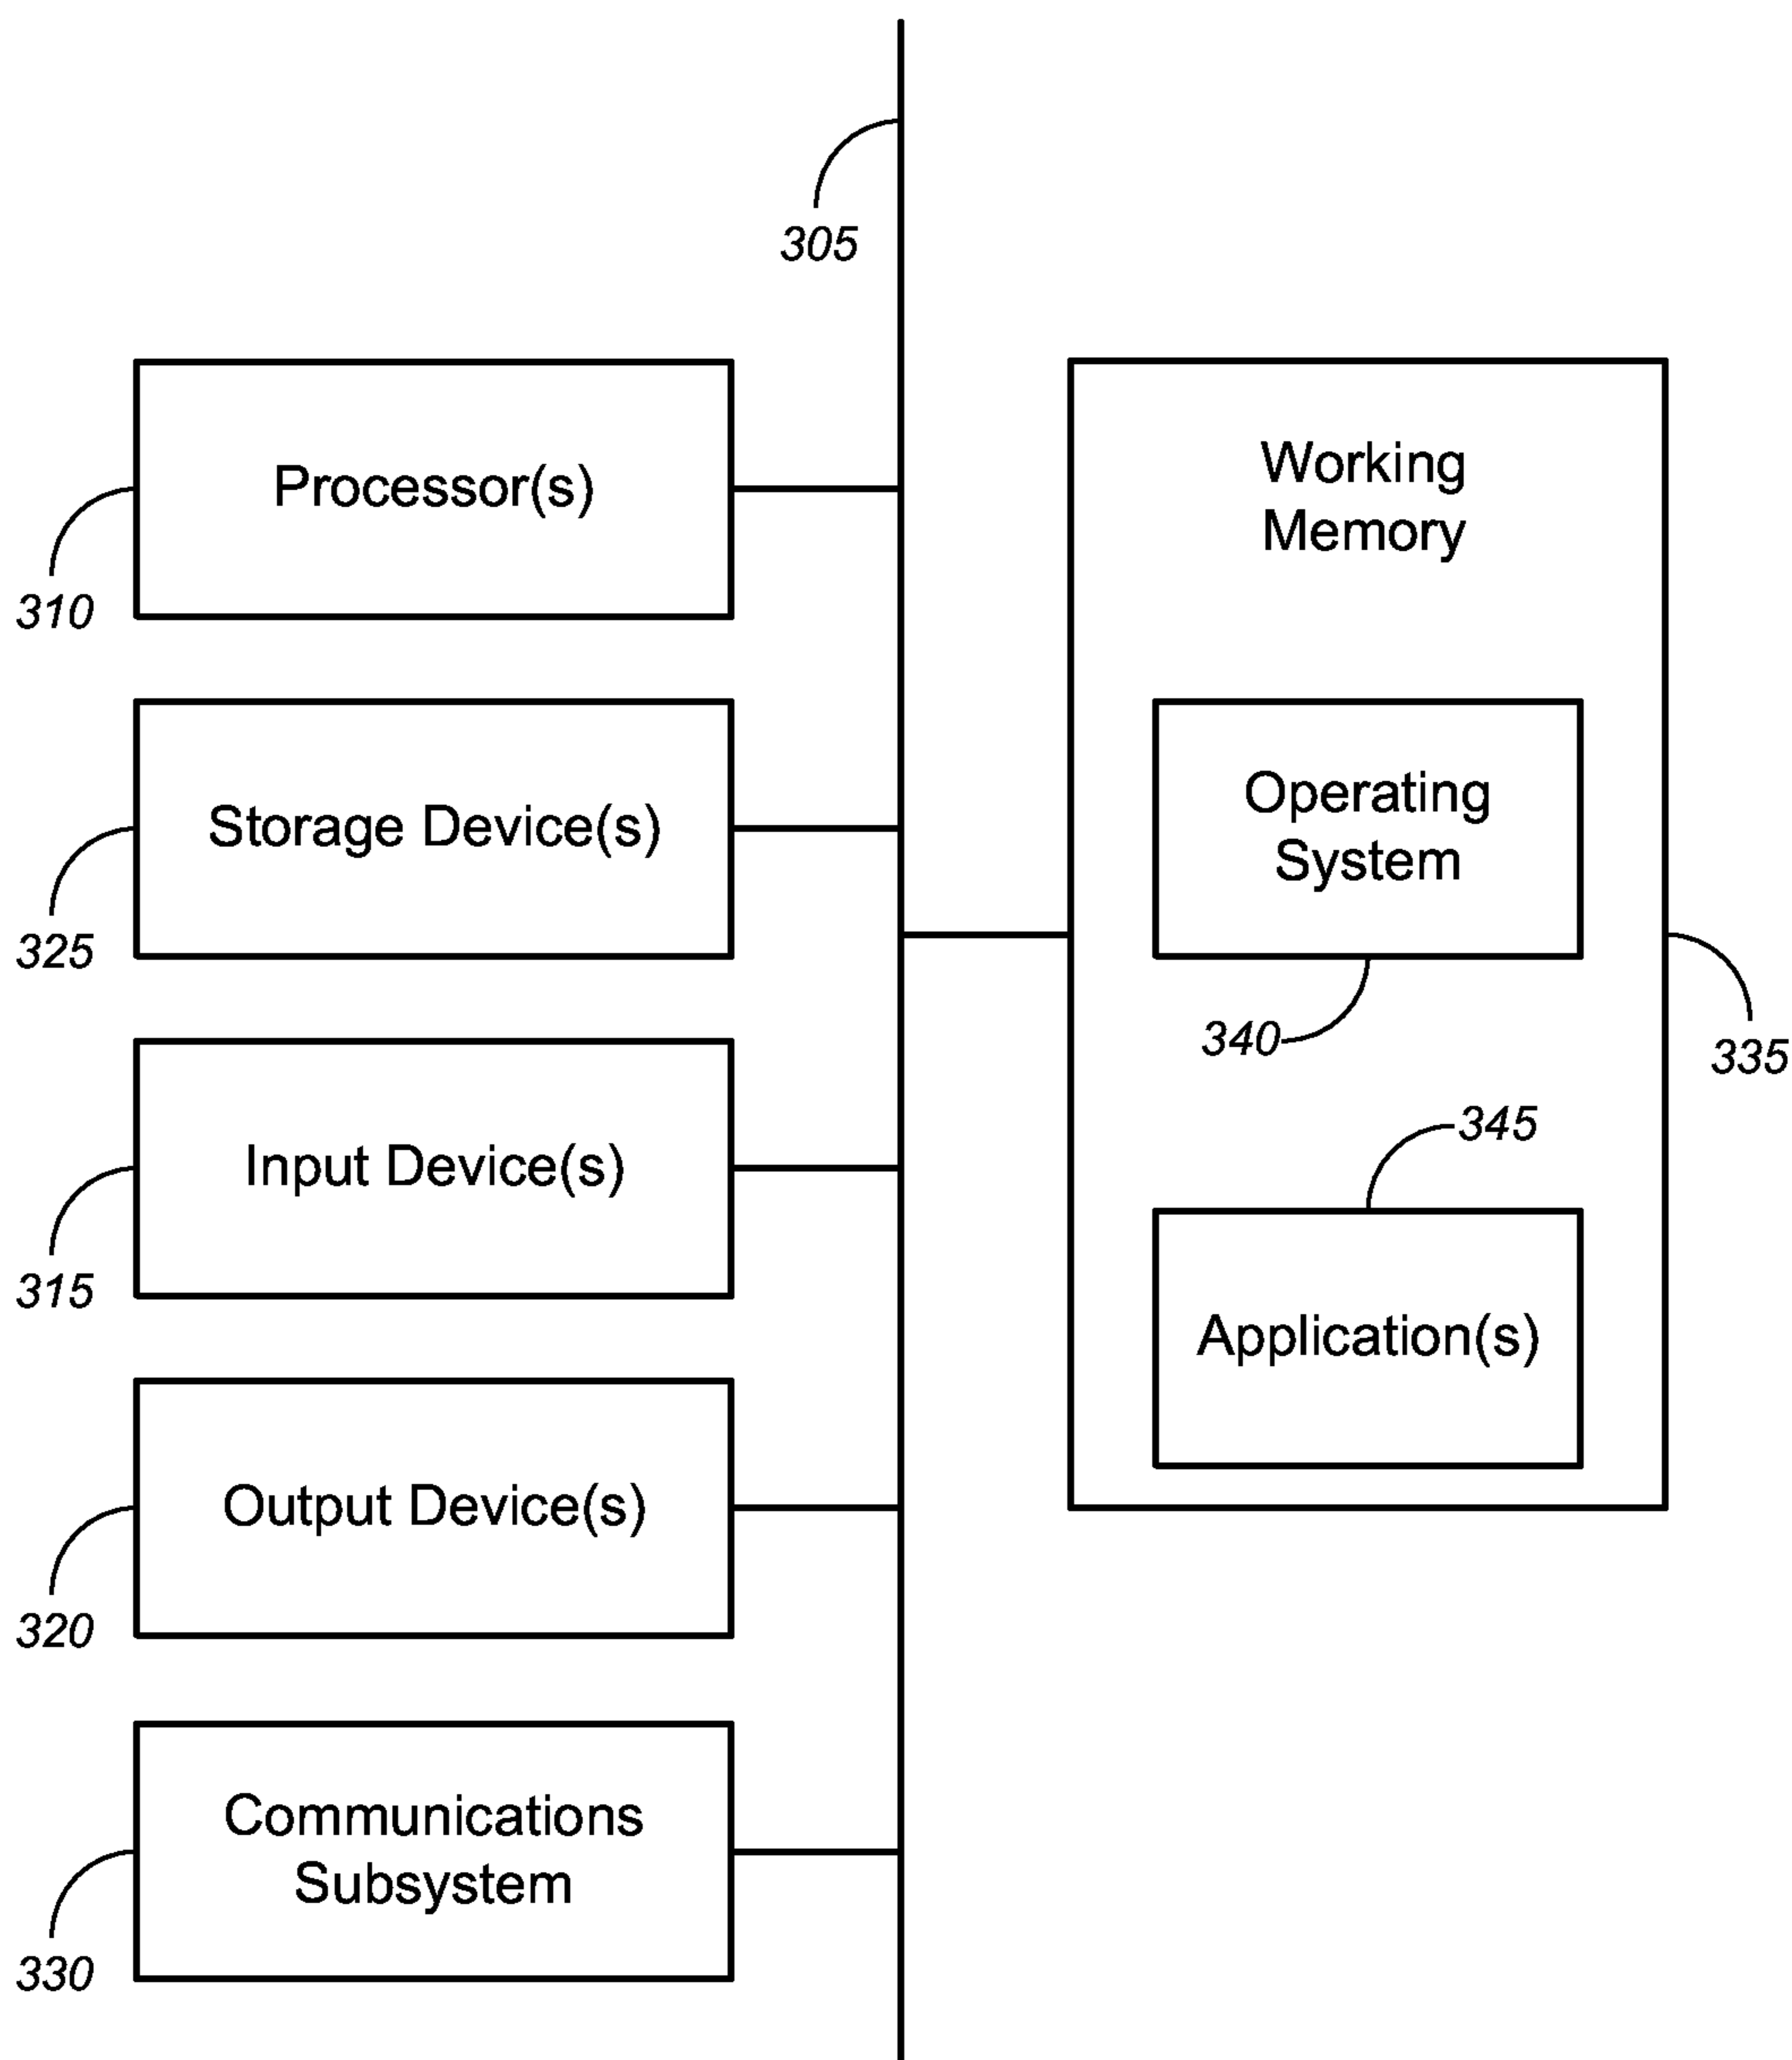 305
Processor(s)
310
Storage Device(s)
325
Input Device(s)
315
Output Device(s)
320
Communications
Subsystem
330
Working
Memory
Operating
System
340
335
345
Application(s)